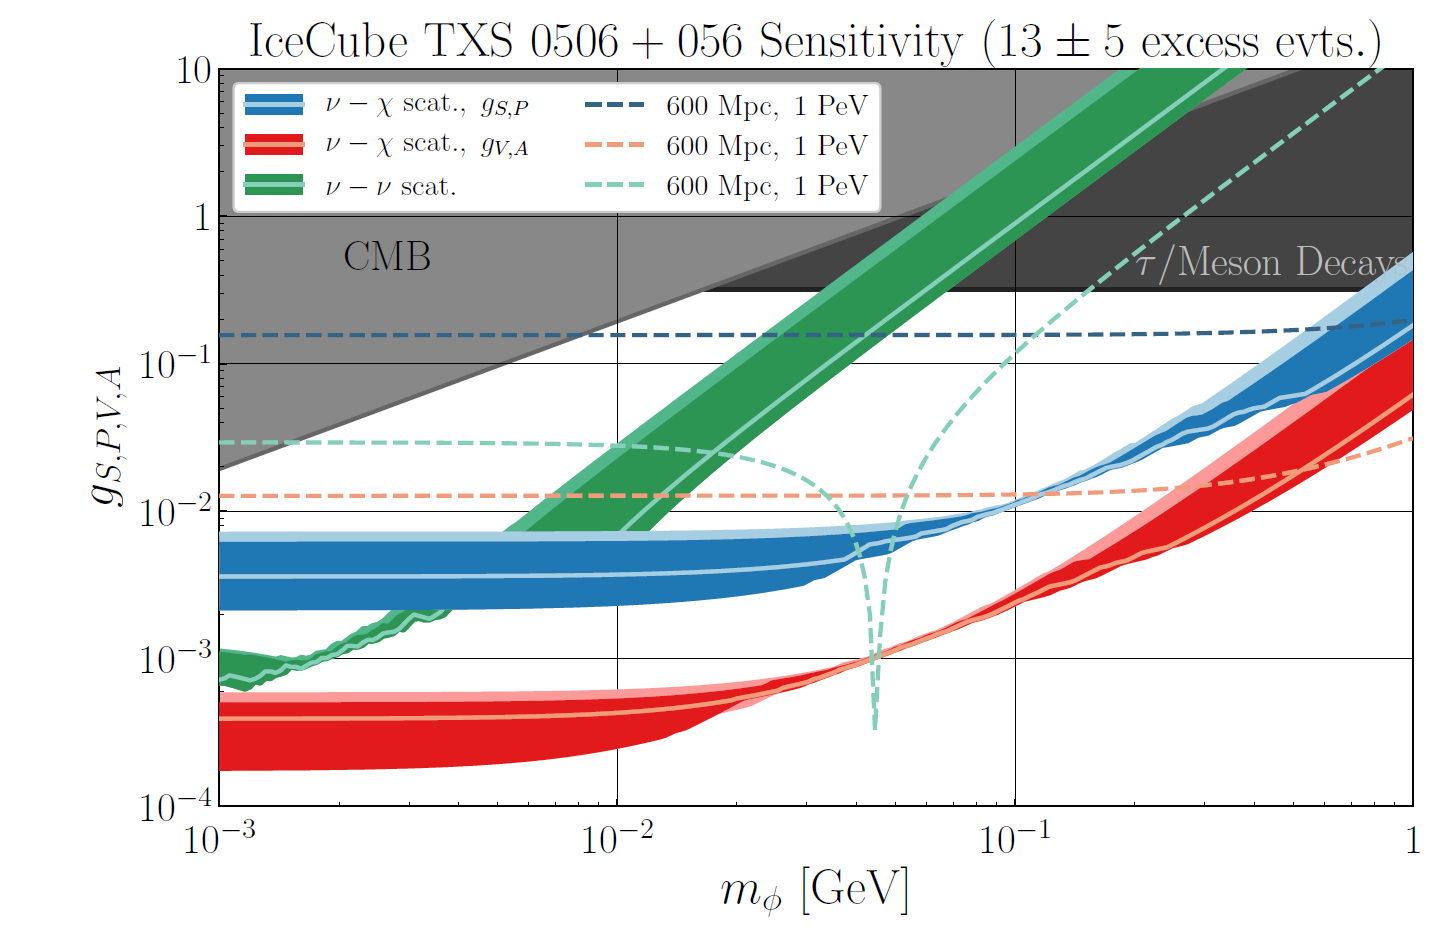 IceCube TXS 0506 + 056 Sensitivity (13 ± 5 excess evts.)
ν − χ scat., g_{S,P}
ν − χ scat., g_{V,A}
ν − ν scat.
600 Mpc, 1 PeV
600 Mpc, 1 PeV
600 Mpc, 1 PeV
CMB
τ/Meson Decays
g_{S,P,V,A}
10
1
10^{−1}
10^{−2}
10^{−3}
10^{−4}
10^{−3}
10^{−2}
10^{−1}
1
m_ϕ [GeV]